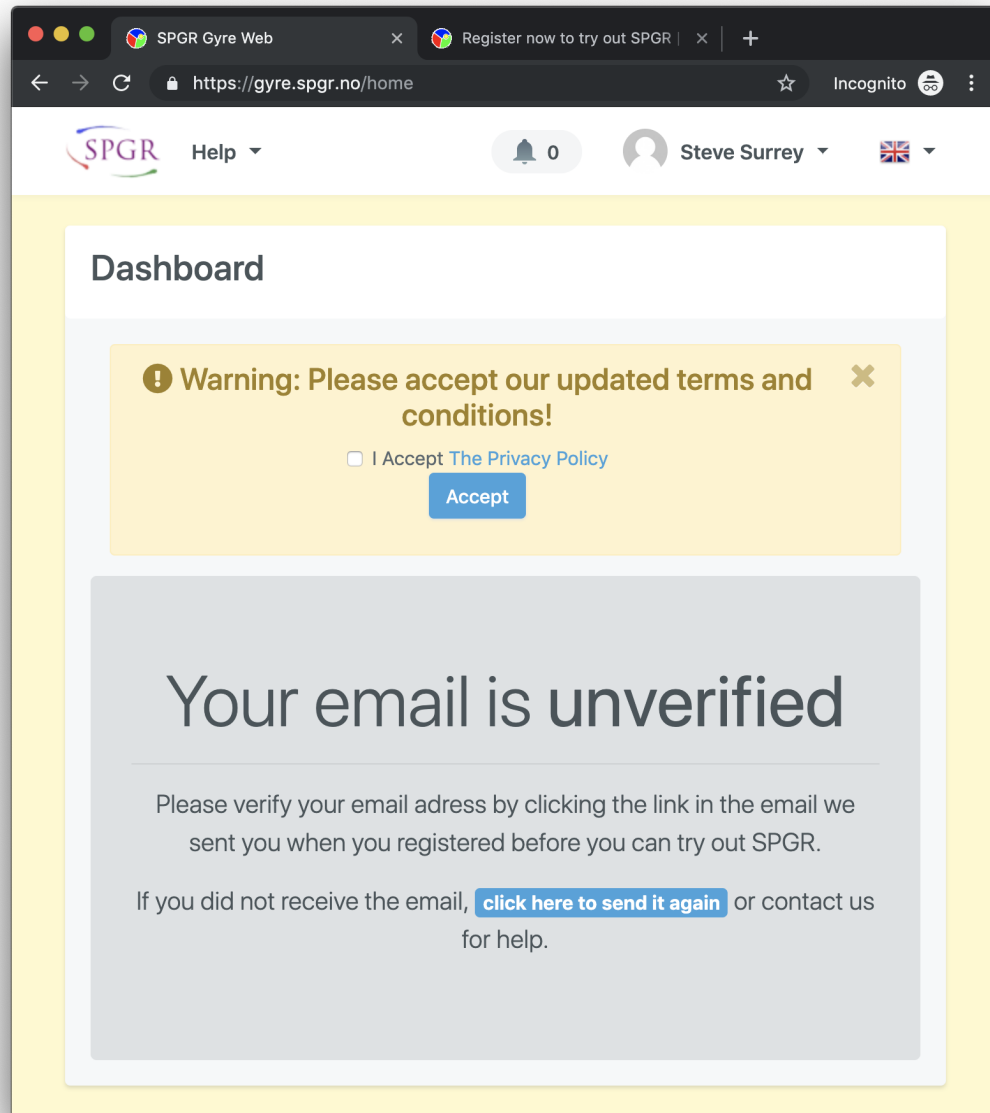 SPGR Gyre Web
Register now to try out SPGR |
https://gyre.spgr.no/home
Incognito
SPGR
Help
0
Steve Surrey
Dashboard
Warning: Please accept our updated terms and
conditions!
I Accept The Privacy Policy
Accept
Your email is unverified
Please verify your email adress by clicking the link in the email we
sent you when you registered before you can try out SPGR.
If you did not receive the email, click here to send it again or contact us
for help.